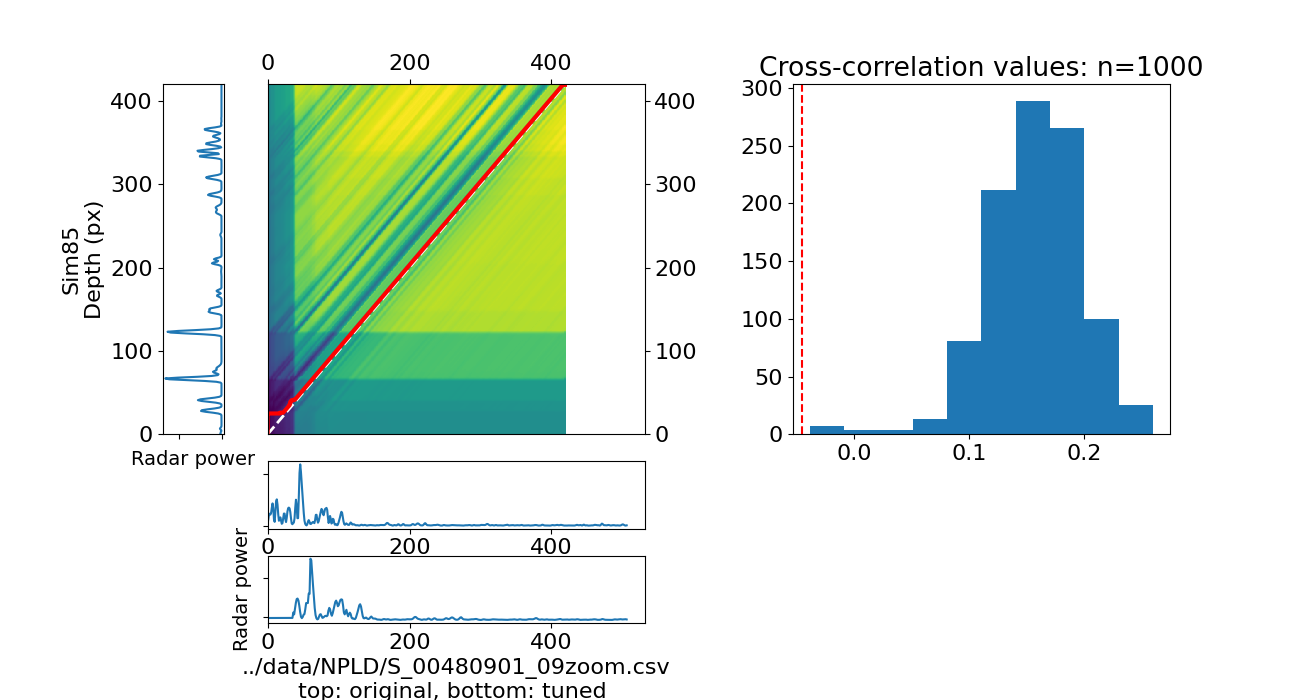 0 200 400
Cross-correlation values: n=1000
400
300
200
100
0
Sim85
Depth (px)
Radar power
400
300
200
100
0
300
250
200
150
100
50
0
0.0 0.1 0.2
0 200 400
Radar power
0 200 400
../data/NPLD/S_00480901_09zoom.csv
top: original, bottom: tuned